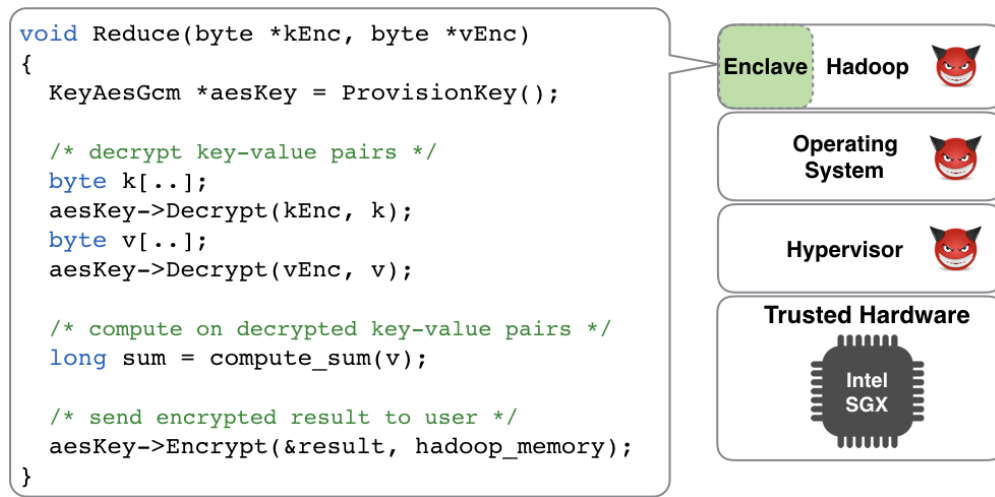 void Reduce(byte *kEnc, byte *vEnc)
{
KeyAesGcm *aesKey = ProvisionKey();
/* decrypt key-value pairs */
byte k[..];
aesKey->Decrypt(kEnc, k);
byte v[..];
aesKey->Decrypt(vEnc, v);
/* compute on decrypted key-value pairs */
long sum = compute_sum(v);
/* send encrypted result to user */
aesKey->Encrypt(&result, hadoop_memory);
}
Enclave Hadoop
Operating
System
Hypervisor
Trusted Hardware
Intel
SGX